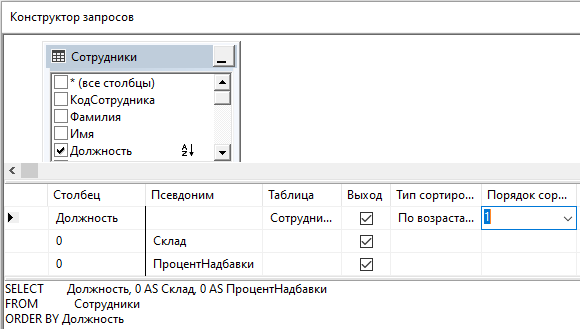 Конструктор запросов
Сотрудники
* (все столбцы)
КодСотрудника
Фамилия
Имя
Должность
Столбец Псевдоним Таблица Выход Тип сортиро... Порядок сор...
Должность Сотрудни... По возраста... 1
0 Склад
0 ПроцентНадбавки
SELECT Должность, 0 AS Склад, 0 AS ПроцентНадбавки
FROM Сотрудники
ORDER BY Должность